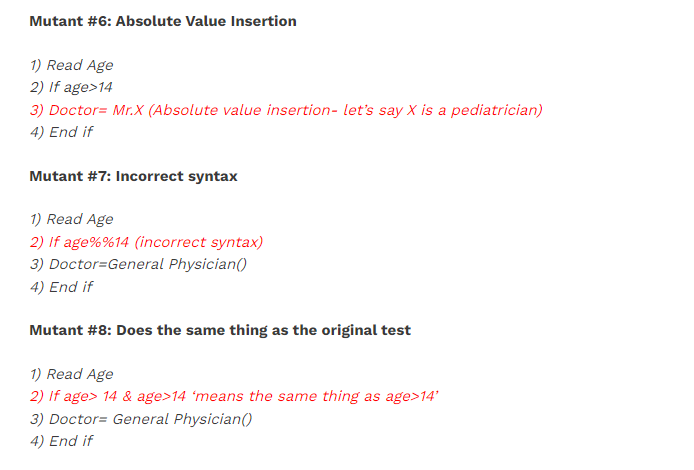 Mutant #6: Absolute Value Insertion
1) Read Age
2) If age>14
3) Doctor= Mr.X (Absolute value insertion- let’s say X is a pediatrician)
4) End if
Mutant #7: Incorrect syntax
1) Read Age
2) If age%%14 (incorrect syntax)
3) Doctor=General Physician()
4) End if
Mutant #8: Does the same thing as the original test
1) Read Age
2) If age> 14 & age>14 ‘means the same thing as age>14’
3) Doctor= General Physician()
4) End if